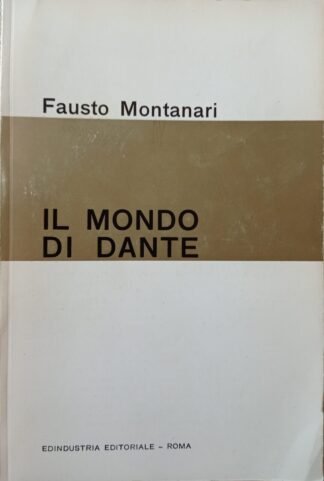 Fausto Montanari
IL MONDO
DI DANTE
EDINDUSTRIA EDITORIALE – ROMA